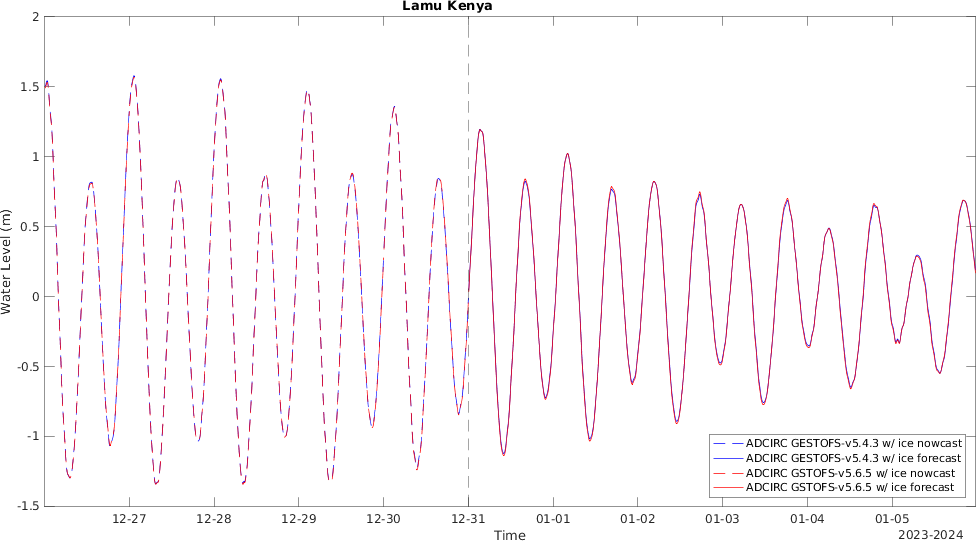 Lamu Kenya
2
1.5
1
0.5
0
-0.5
-1
-1.5
Water Level (m)
12-27 12-28 12-29 12-30 12-31 01-01 01-02 01-03 01-04 01-05
Time
2023-2024
ADCIRC GESTOFS-v5.4.3 w/ ice nowcast
ADCIRC GESTOFS-v5.4.3 w/ ice forecast
ADCIRC GSTOFS-v5.6.5 w/ ice nowcast
ADCIRC GSTOFS-v5.6.5 w/ ice forecast